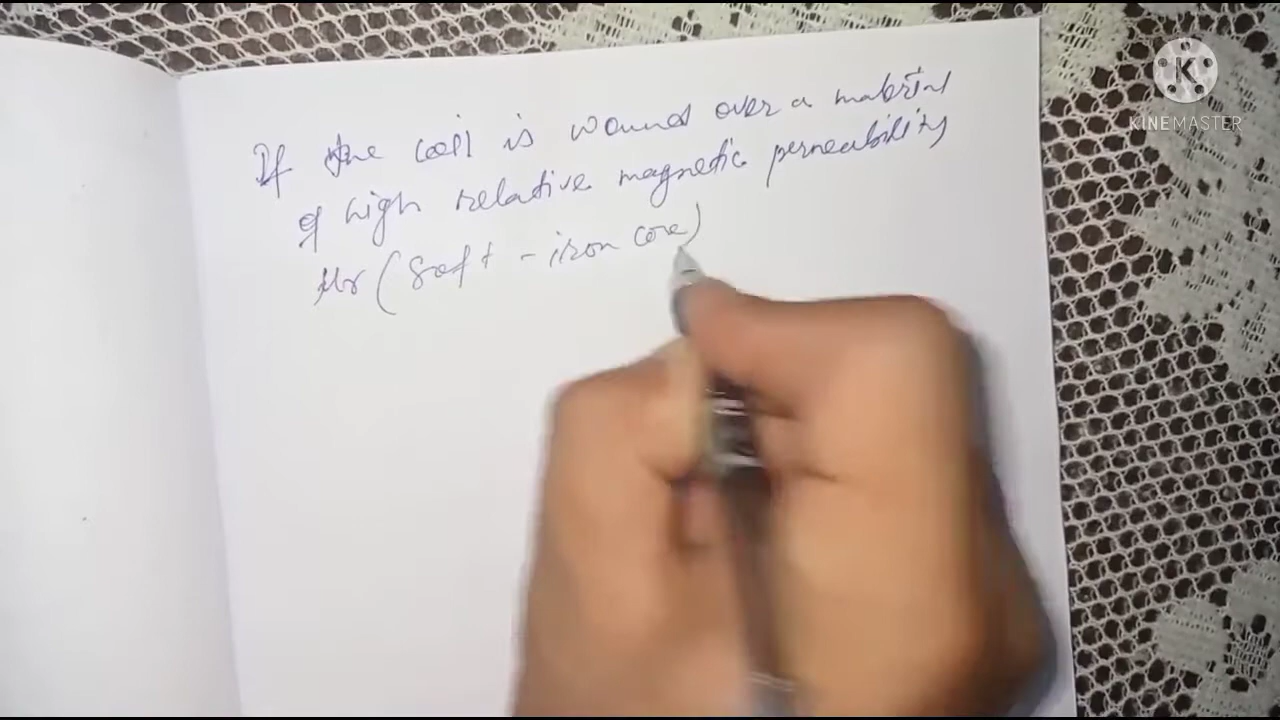 If the coil is wound over a material
of high relative magnetic permeability
μr (Soft - iron core)
KINEMASTER